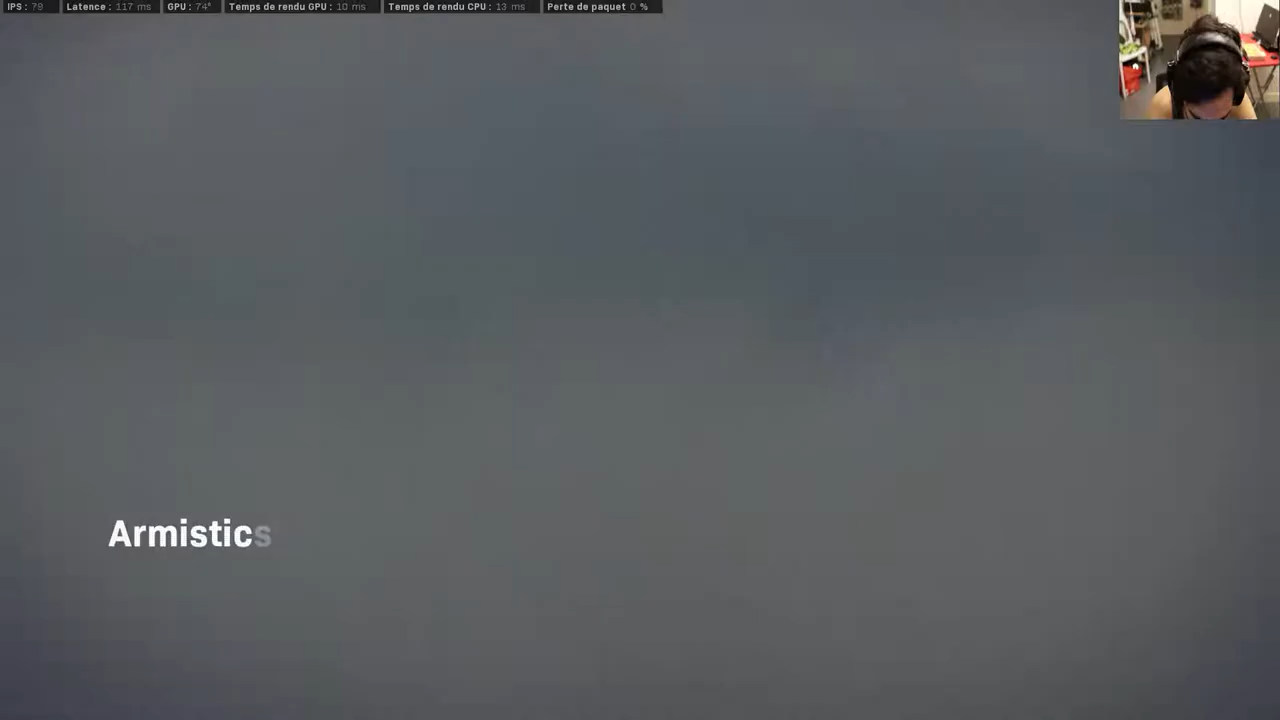 IPS : 79 Latence : 117 ms GPU : 74° Temps de rendu GPU : 10 ms Temps de rendu CPU : 13 ms Perte de paquet 0 %
Armistics